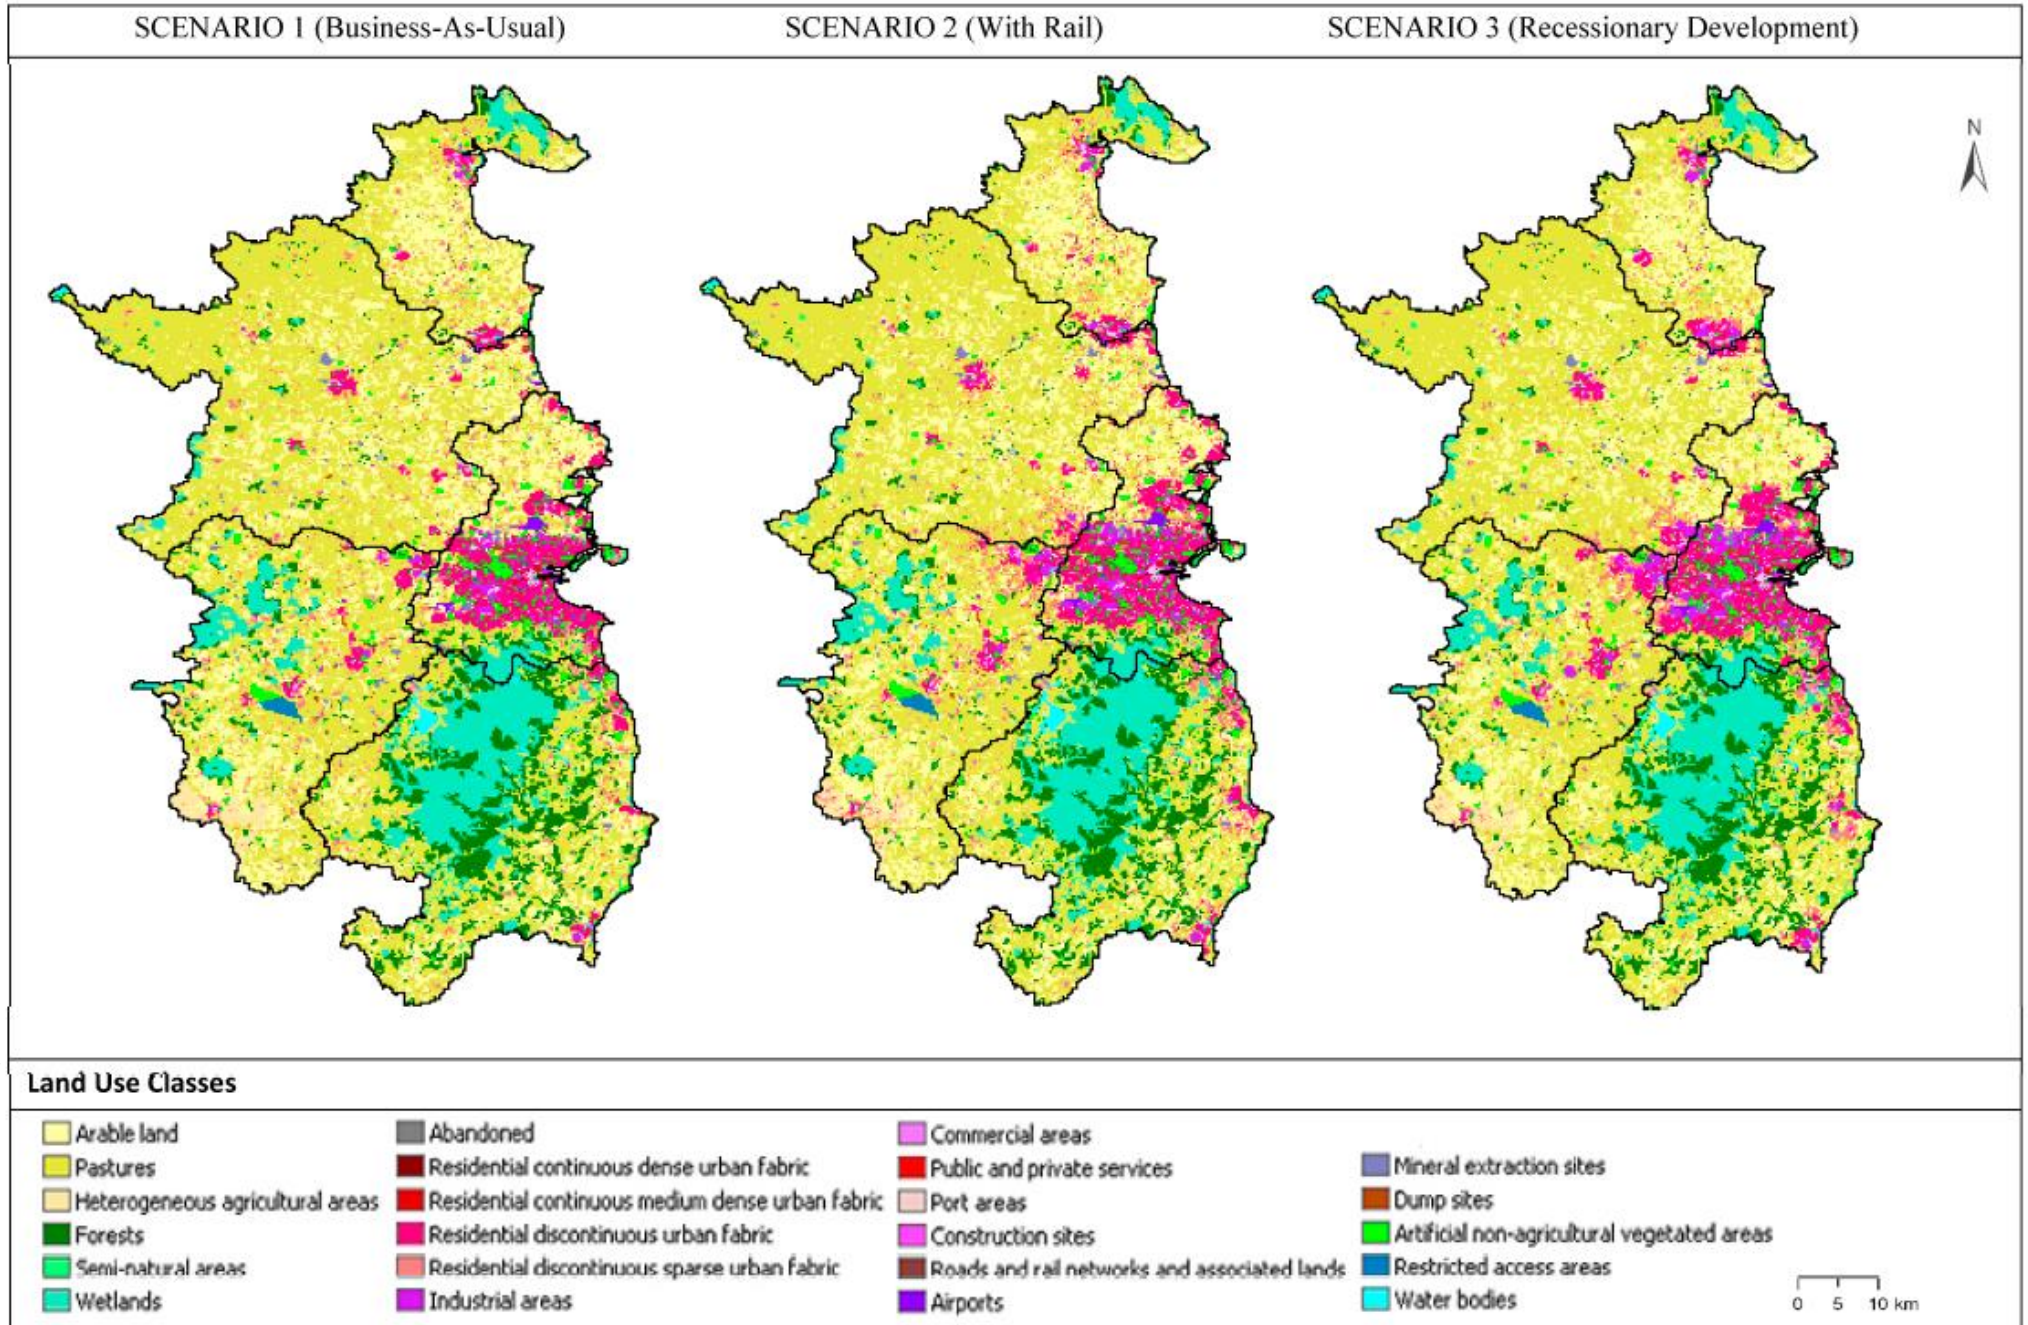 SCENARIO 1 (Business-As-Usual)
SCENARIO 2 (With Rail)
SCENARIO 3 (Recessionary Development)
N
Land Use Classes
Arable land
Pastures
Heterogeneous agricultural areas
Forests
Semi-natural areas
Wetlands
Abandoned
Residential continuous dense urban fabric
Residential continuous medium dense urban fabric
Residential discontinuous urban fabric
Residential discontinuous sparse urban fabric
Industrial areas
Commercial areas
Public and private services
Port areas
Construction sites
Roads and rail networks and associated lands
Airports
Mineral extraction sites
Dump sites
Artificial non-agricultural vegetated areas
Restricted access areas
Water bodies
0 5 10 km